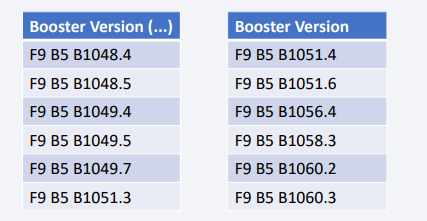 Booster Version (...)
F9 B5 B1048.4
F9 B5 B1048.5
F9 B5 B1049.4
F9 B5 B1049.5
F9 B5 B1049.7
F9 B5 B1051.3
Booster Version
F9 B5 B1051.4
F9 B5 B1051.6
F9 B5 B1056.4
F9 B5 B1058.3
F9 B5 B1060.2
F9 B5 B1060.3